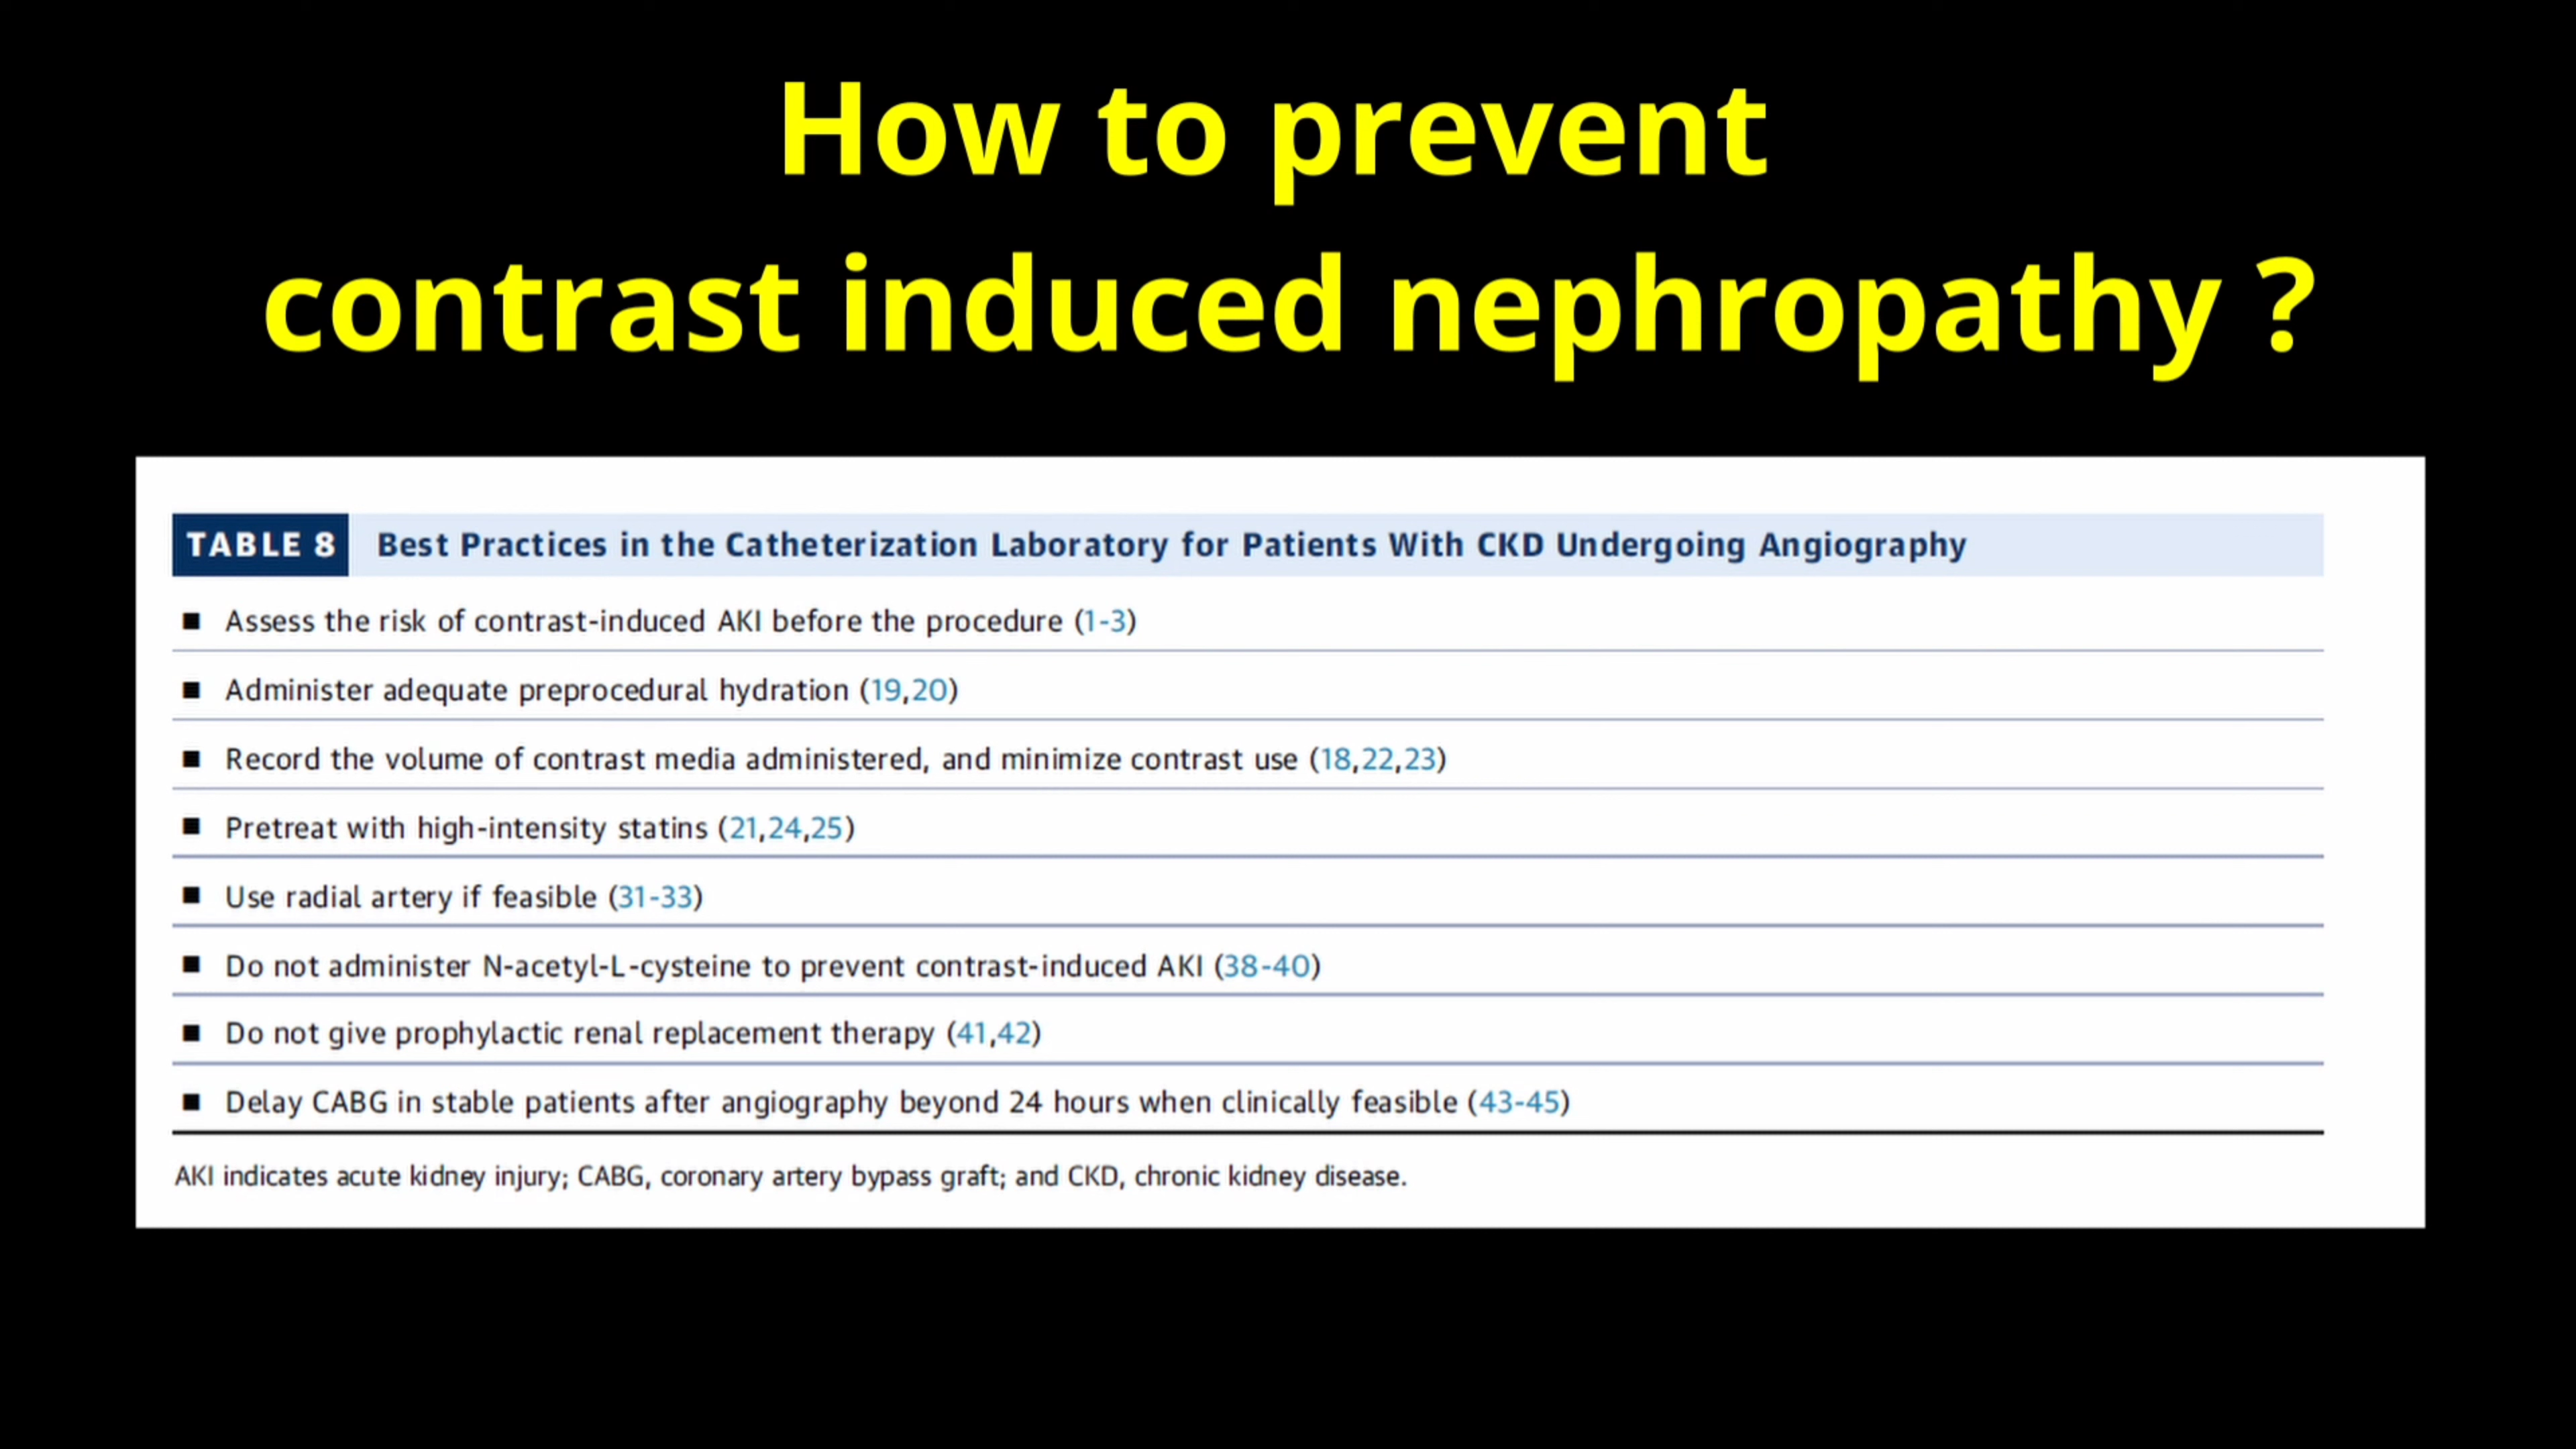 How to prevent
contrast induced nephropathy ?
TABLE 8 Best Practices in the Catheterization Laboratory for Patients With CKD Undergoing Angiography
■ Assess the risk of contrast-induced AKI before the procedure (1-3)
■ Administer adequate preprocedural hydration (19,20)
■ Record the volume of contrast media administered, and minimize contrast use (18,22,23)
■ Pretreat with high-intensity statins (21,24,25)
■ Use radial artery if feasible (31-33)
■ Do not administer N-acetyl-L-cysteine to prevent contrast-induced AKI (38-40)
■ Do not give prophylactic renal replacement therapy (41,42)
■ Delay CABG in stable patients after angiography beyond 24 hours when clinically feasible (43-45)
AKI indicates acute kidney injury; CABG, coronary artery bypass graft; and CKD, chronic kidney disease.